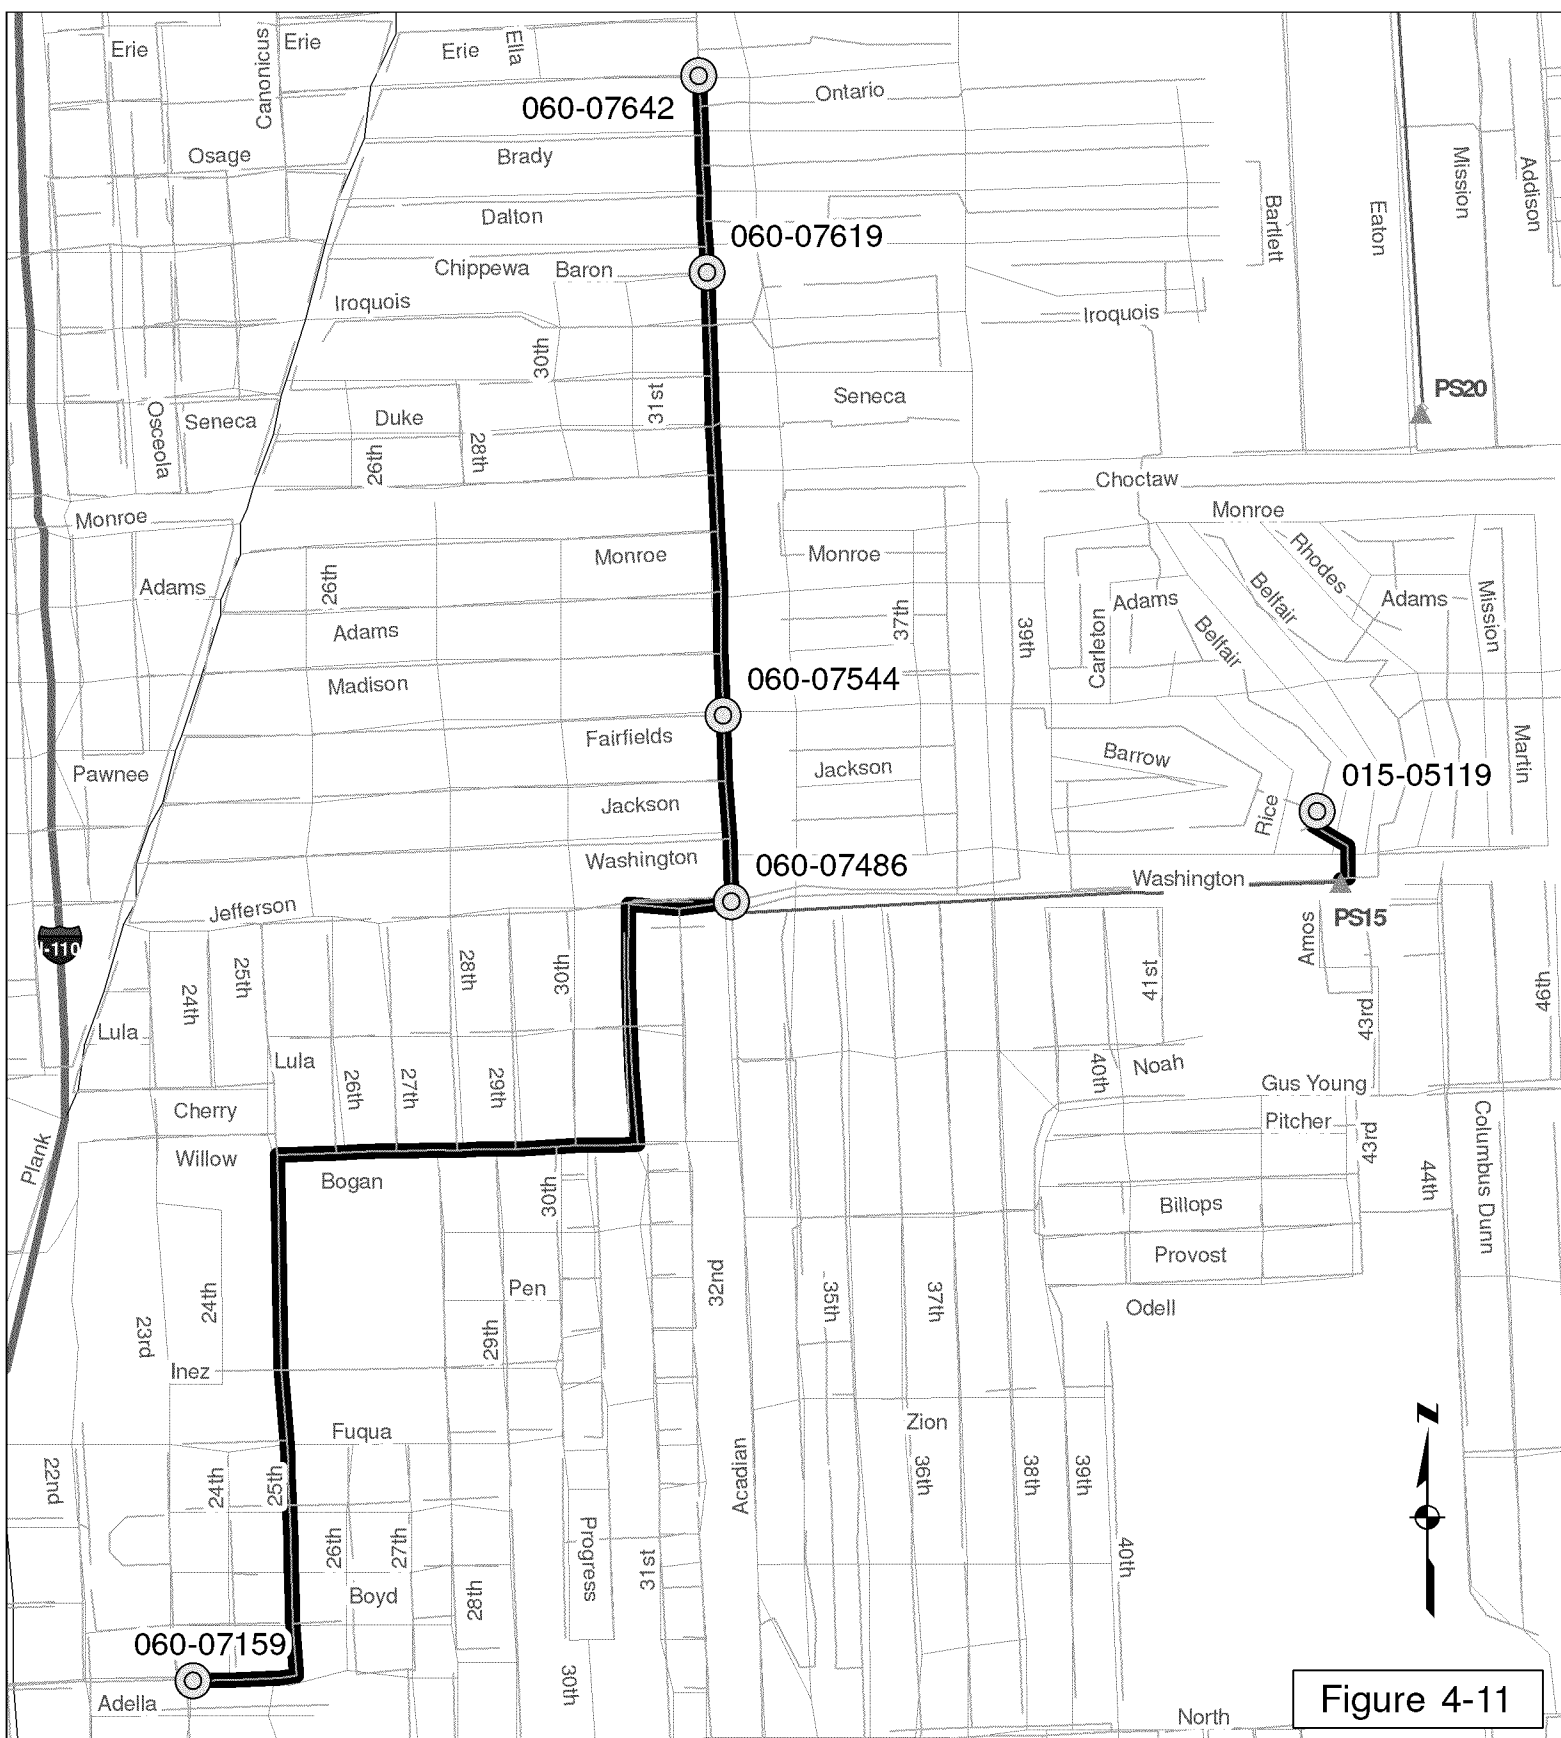 Erie
Canonicus
Erie
Erie
Ella
060-07642
Ontario
Osage
Brady
Mission
Addison
Dalton
Bartlett
Eaton
060-07619
Chippewa
Baron
Iroquois
Iroquois
30th
31st
PS20
Seneca
Osceola
Seneca
Duke
26th
28th
Choctaw
Monroe
Monroe
Monroe
Monroe
Rhodes
Adams
26th
Belfair
Adams
Adams
Mission
Adams
37th
39th
Carleton
Belfair
Madison
060-07544
Fairfields
Martin
Barrow
Pawnee
Jackson
015-05119
Jackson
Rice
Washington
060-07486
Washington
Jefferson
PS15
I-110
Amos
25th
28th
30th
24th
41st
46th
43rd
Lula
Lula
Noah
26th
27th
29th
40th
Gus Young
Cherry
Pitcher
43rd
Columbus Dunn
Plank
Willow
Bogan
30th
44th
Billops
Provost
24th
Pen
32nd
35th
37th
Odell
23rd
29th
Inez
Fuqua
Zion
N
22nd
24th
25th
Acadian
36th
38th
39th
26th
27th
Progress
31st
40th
Boyd
28th
060-07159
30th
Adella
North
Figure 4-11